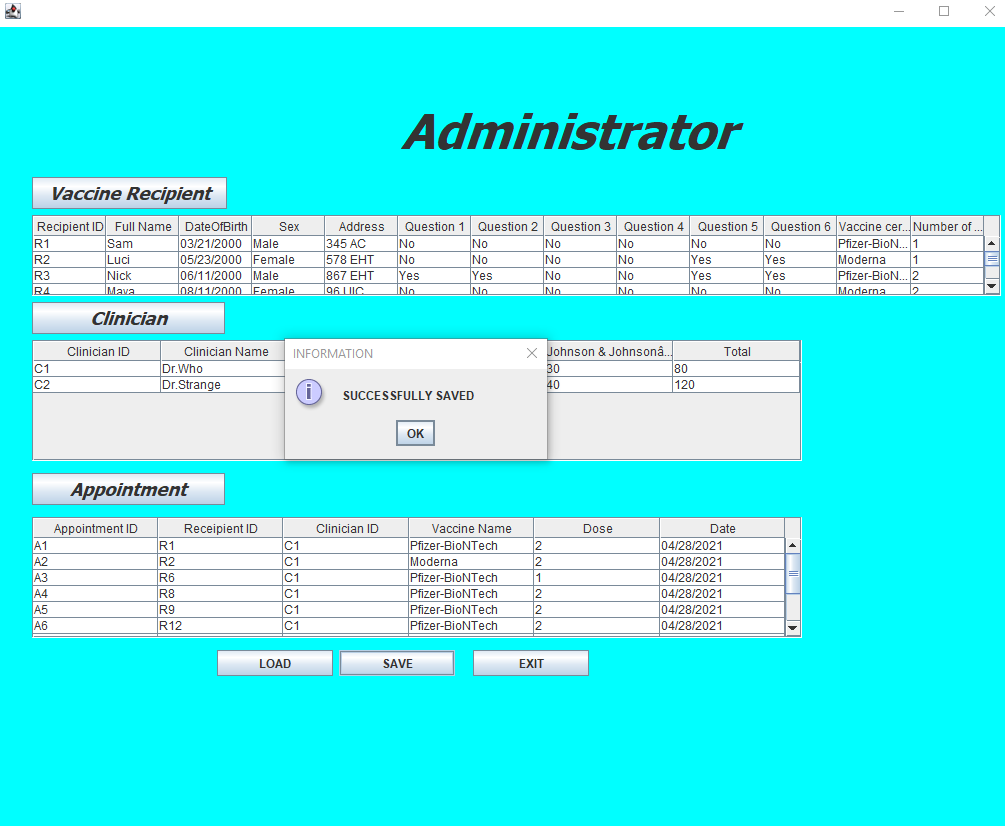 Administrator
Vaccine Recipient
Recipient ID Full Name DateOfBirth Sex Address Question 1 Question 2 Question 3 Question 4 Question 5 Question 6 Vaccine cer... Number of ...
R1 Sam 03/21/2000 Male 345 AC No No No No No No Pfizer-BioN... 1
R2 Luci 05/23/2000 Female 578 EHT No No No No Yes Yes Moderna 1
R3 Nick 06/11/2000 Male 867 EHT Yes Yes No No Yes Yes Pfizer-BioN... 2
R4 Maya 08/11/2000 Female 96 UIC No No No No No No Moderna 2
Clinician
Clinician ID Clinician Name Johnson & Johnsonâ... Total
C1 Dr.Who 30 80
C2 Dr.Strange 40 120
INFORMATION
SUCCESSFULLY SAVED
OK
Appointment
Appointment ID Receipient ID Clinician ID Vaccine Name Dose Date
A1 R1 C1 Pfizer-BioNTech 2 04/28/2021
A2 R2 C1 Moderna 2 04/28/2021
A3 R6 C1 Pfizer-BioNTech 1 04/28/2021
A4 R8 C1 Pfizer-BioNTech 2 04/28/2021
A5 R9 C1 Pfizer-BioNTech 2 04/28/2021
A6 R12 C1 Pfizer-BioNTech 2 04/28/2021
LOAD SAVE EXIT